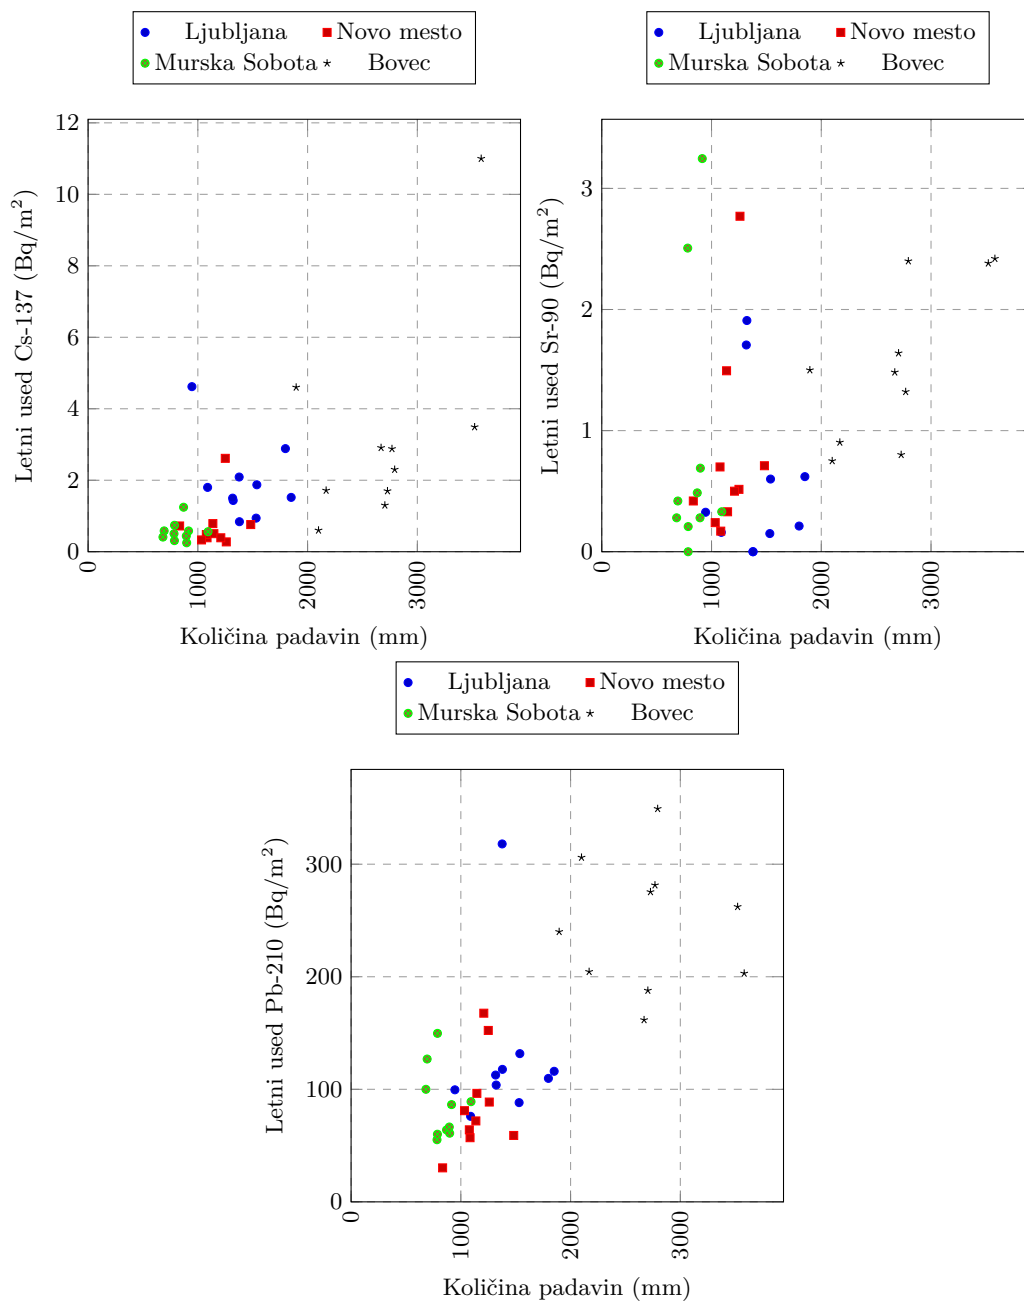 Ljubljana Novo mesto
Murska Sobota Bovec
12
10
8
6
4
2
0
Letni used Cs-137 (Bq/m²)
0 1000 2000 3000
Količina padavin (mm)
Ljubljana Novo mesto
Murska Sobota Bovec
3
2
1
0
Letni used Sr-90 (Bq/m²)
0 1000 2000 3000
Količina padavin (mm)
Ljubljana Novo mesto
Murska Sobota Bovec
300
200
100
0
Letni used Pb-210 (Bq/m²)
0 1000 2000 3000
Količina padavin (mm)